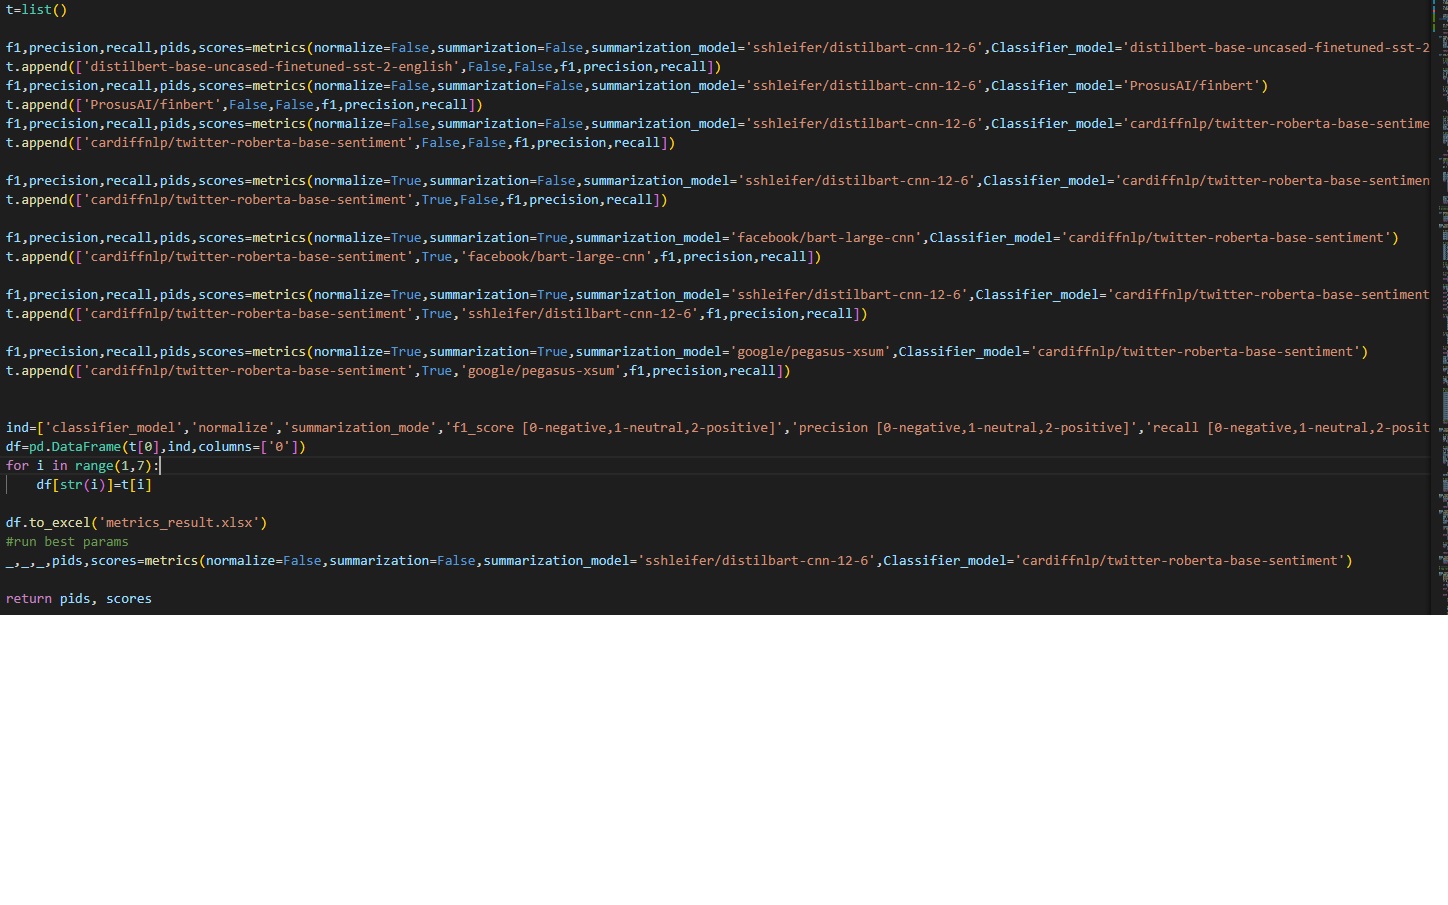 t=list()
f1,precision,recall,pids,scores=metrics(normalize=False,summarization=False,summarization_model='sshleifer/distilbart-cnn-12-6',Classifier_model='distilbert-base-uncased-finetuned-sst-2
t.append(['distilbert-base-uncased-finetuned-sst-2-english',False,False,f1,precision,recall])
f1,precision,recall,pids,scores=metrics(normalize=False,summarization=False,summarization_model='sshleifer/distilbart-cnn-12-6',Classifier_model='ProsusAI/finbert')
t.append(['ProsusAI/finbert',False,False,f1,precision,recall])
f1,precision,recall,pids,scores=metrics(normalize=False,summarization=False,summarization_model='sshleifer/distilbart-cnn-12-6',Classifier_model='cardiffnlp/twitter-roberta-base-sentime
t.append(['cardiffnlp/twitter-roberta-base-sentiment',False,False,f1,precision,recall])
f1,precision,recall,pids,scores=metrics(normalize=True,summarization=False,summarization_model='sshleifer/distilbart-cnn-12-6',Classifier_model='cardiffnlp/twitter-roberta-base-sentimen
t.append(['cardiffnlp/twitter-roberta-base-sentiment',True,False,f1,precision,recall])
f1,precision,recall,pids,scores=metrics(normalize=True,summarization=True,summarization_model='facebook/bart-large-cnn',Classifier_model='cardiffnlp/twitter-roberta-base-sentiment')
t.append(['cardiffnlp/twitter-roberta-base-sentiment',True,'facebook/bart-large-cnn',f1,precision,recall])
f1,precision,recall,pids,scores=metrics(normalize=True,summarization=True,summarization_model='sshleifer/distilbart-cnn-12-6',Classifier_model='cardiffnlp/twitter-roberta-base-sentiment
t.append(['cardiffnlp/twitter-roberta-base-sentiment',True,'sshleifer/distilbart-cnn-12-6',f1,precision,recall])
f1,precision,recall,pids,scores=metrics(normalize=True,summarization=True,summarization_model='google/pegasus-xsum',Classifier_model='cardiffnlp/twitter-roberta-base-sentiment')
t.append(['cardiffnlp/twitter-roberta-base-sentiment',True,'google/pegasus-xsum',f1,precision,recall])
ind=['classifier_model','normalize','summarization_mode','f1_score [0-negative,1-neutral,2-positive]','precision [0-negative,1-neutral,2-positive]','recall [0-negative,1-neutral,2-posit
df=pd.DataFrame(t[0],ind,columns=['0'])
for i in range(1,7):
df[str(i)]=t[i]
df.to_excel('metrics_result.xlsx')
#run best params
_,_,_,pids,scores=metrics(normalize=False,summarization=False,summarization_model='sshleifer/distilbart-cnn-12-6',Classifier_model='cardiffnlp/twitter-roberta-base-sentiment')
return pids, scores